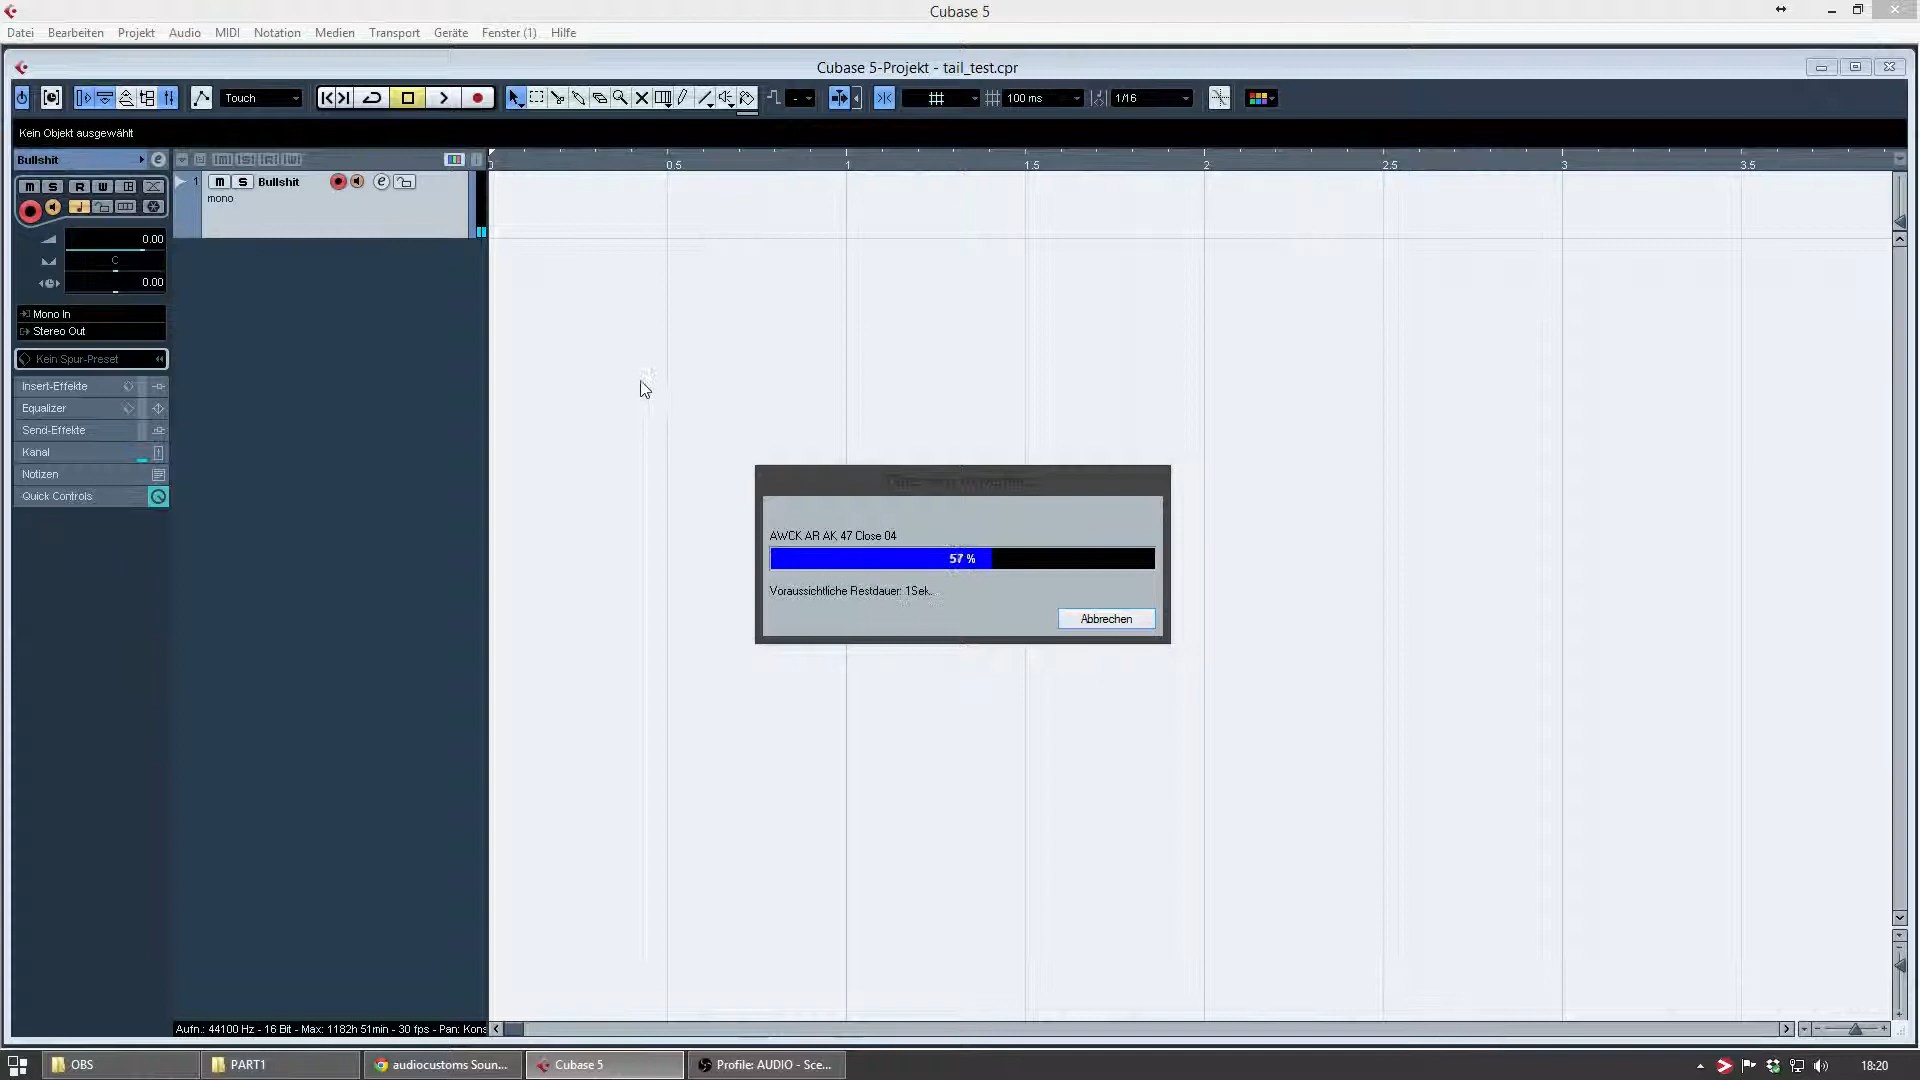 Cubase 5
Datei Bearbeiten Projekt Audio MIDI Notation Medien Transport Geräte Fenster (1) Hilfe
Cubase 5-Projekt - tail_test.cpr
Touch 100 ms 1/16
Kein Objekt ausgewählt
Bullshit
0.5 1 1.5 2 2.5 3 3.5
M S R W
1 M S Bullshit
mono
0.00
C
0.00
Mono In
Stereo Out
Kein Spur-Preset
Insert-Effekte
Equalizer
Send-Effekte
Kanal
Notizen
Quick Controls
AWCK AR AK 47 Close 04
57 %
Voraussichtliche Restdauer: 1Sek.
Abbrechen
Aufn.: 44100 Hz - 16 Bit - Max: 1182h 51min - 30 fps - Pan: Kons
OBS PART1 audiocustoms Soun... Cubase 5 Profile: AUDIO - Sce... 18:20